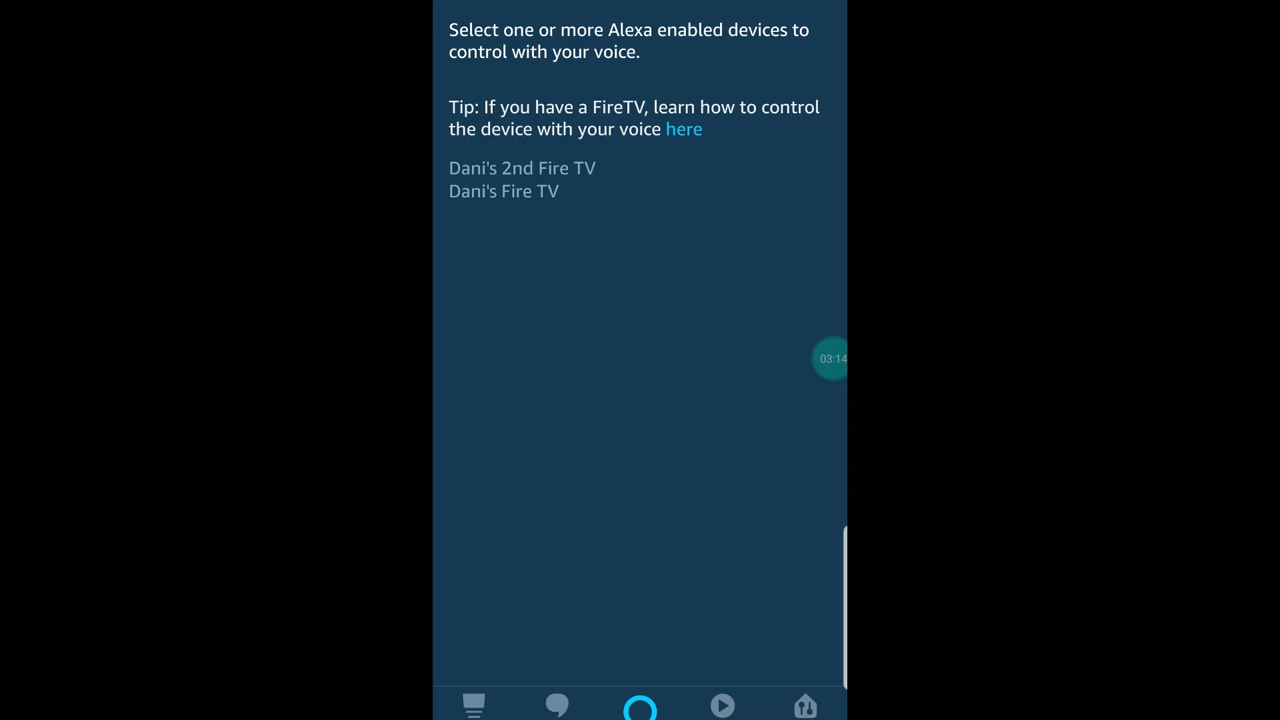 Select one or more Alexa enabled devices to
control with your voice.
Tip: If you have a FireTV, learn how to control
the device with your voice here
Dani's 2nd Fire TV
Dani's Fire TV
03:14